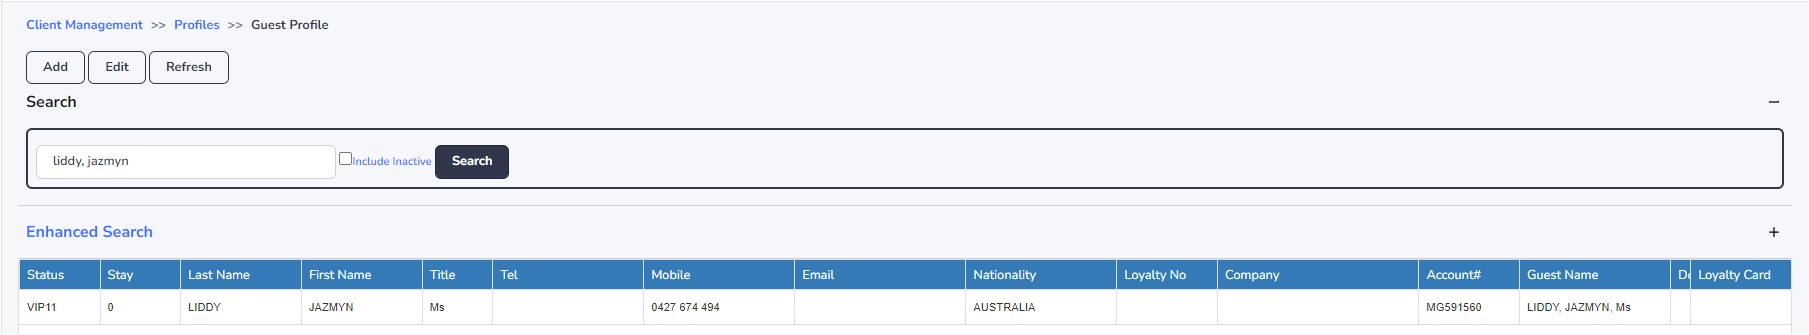 Client Management >> Profiles >> Guest Profile
Add Edit Refresh
Search
liddy, jazmyn Include Inactive Search
Enhanced Search
Status Stay Last Name First Name Title Tel Mobile Email Nationality Loyalty No Company Account# Guest Name Loyalty Card
VIP11 0 LIDDY JAZMYN Ms 0427 674 494 AUSTRALIA MG591560 LIDDY, JAZMYN, Ms